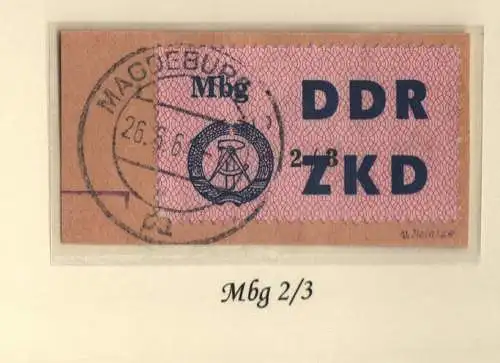 MAGDEBURG
Mbg
DDR
26.6.6
2 / 3
ZKD
Mbg 2/3